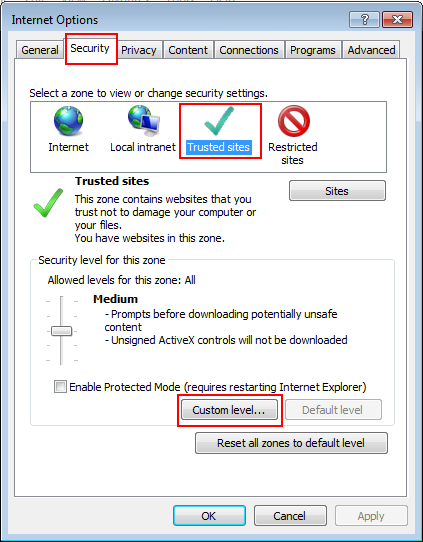 Internet Options
?
General Security Privacy Content Connections Programs Advanced
Select a zone to view or change security settings.
Internet Local intranet Trusted sites Restricted
sites
Trusted sites
Sites
This zone contains websites that you
trust not to damage your computer or
your files.
You have websites in this zone.
Security level for this zone
Allowed levels for this zone: All
Medium
- Prompts before downloading potentially unsafe
content
- Unsigned ActiveX controls will not be downloaded
Enable Protected Mode (requires restarting Internet Explorer)
Custom level... Default level
Reset all zones to default level
OK Cancel Apply